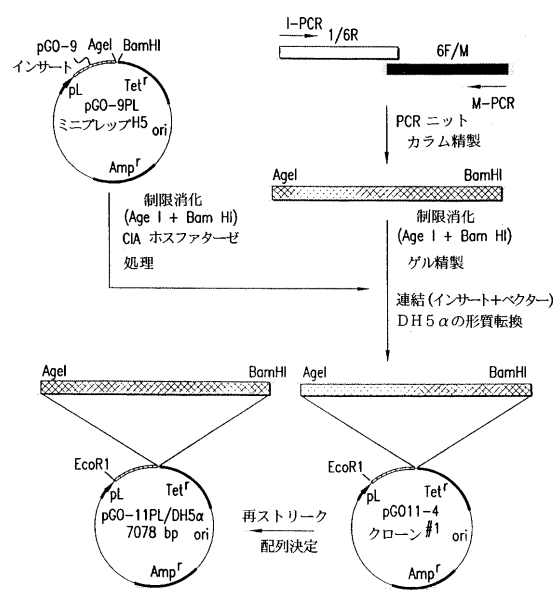 pGO-9 AgeI BamHI
インサート
pL
Tetr
pGO-9PL
ミニプレップH5
ori
Ampr
I-PCR
1/6R
6F/M
M-PCR
PCR ニット
カラム精製
AgeI BamHI
制限消化
(Age I + Bam Hi)
CIA ホスファターゼ
処理
制限消化
(Age I + Bam HI)
ゲル精製
連結(インサート+ベクター)
DH5αの形質転換
AgeI BamHI
AgeI BamHI
EcoR1
pL
Tetr
pGO-11PL/DH5α
7078 bp
ori
Ampr
再ストリーク
配列決定
EcoR1
pL
Tetr
pGO11-4
クローン #1
ori
Ampr